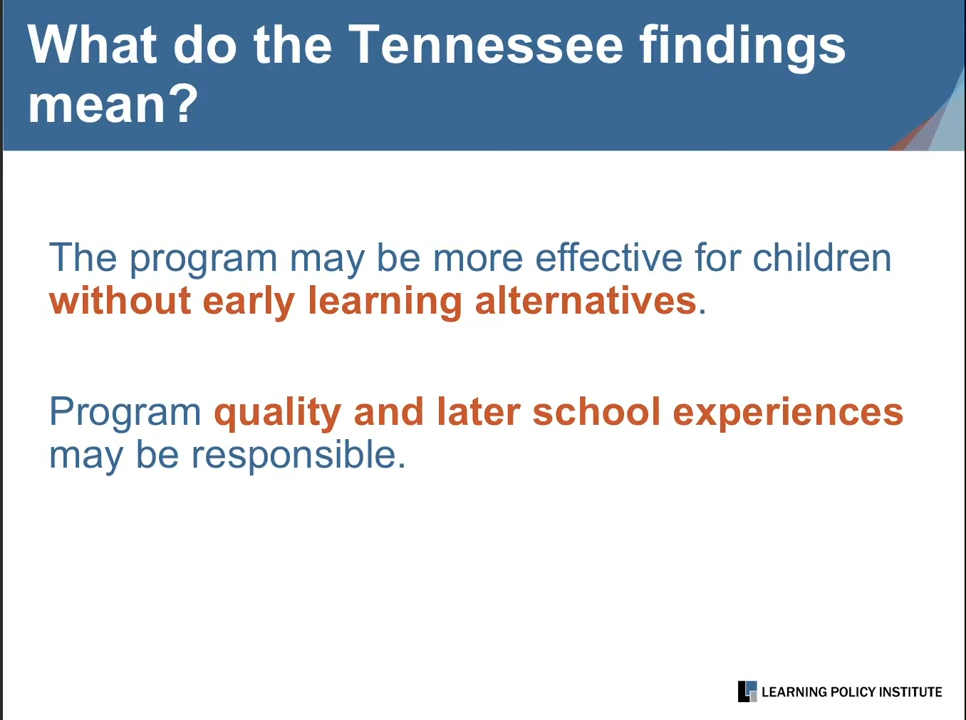 What do the Tennessee findings
mean?
The program may be more effective for children
without early learning alternatives.
Program quality and later school experiences
may be responsible.
LEARNING POLICY INSTITUTE